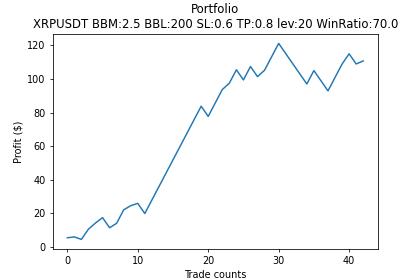 Portfolio
XRPUSDT BBM:2.5 BBL:200 SL:0.6 TP:0.8 lev:20 WinRatio:70.0
120
100
80
60
40
20
0
Profit ($)
0 10 20 30 40
Trade counts